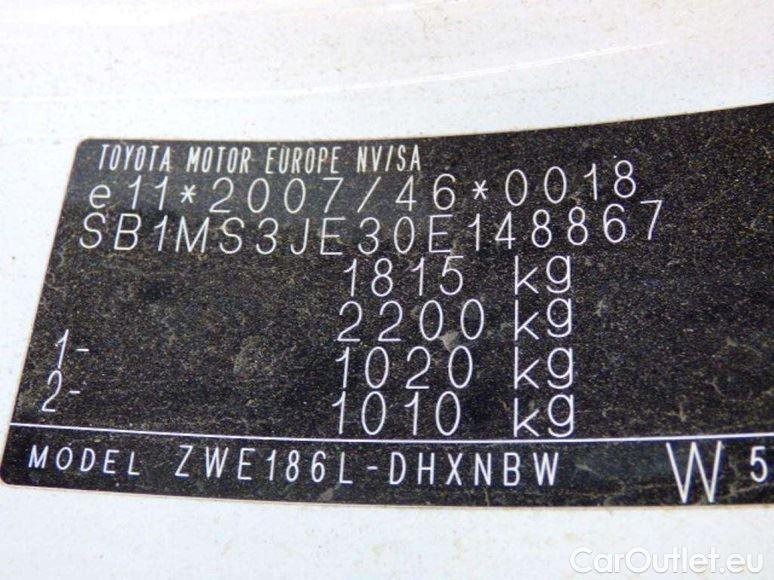 TOYOTA MOTOR EUROPE NV/SA
e11*2007/46*0018
SB1MS3JE30E148867
1815 kg
2200 kg
1- 1020 kg
2- 1010 kg
MODEL ZWE186L-DHXNBW W 5
CarOutlet.eu